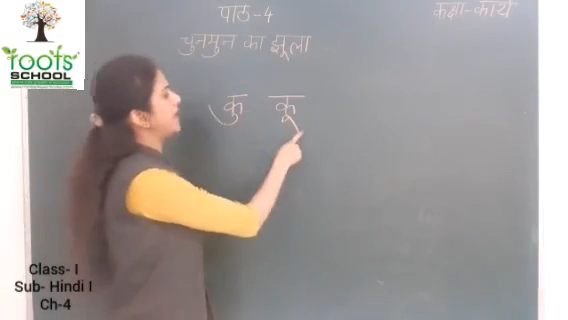 पाठ-4
कक्षा-कार्य
चुनमुन का झूला
कु कू
roots
SCHOOL
Class- I
Sub- Hindi I
Ch-4